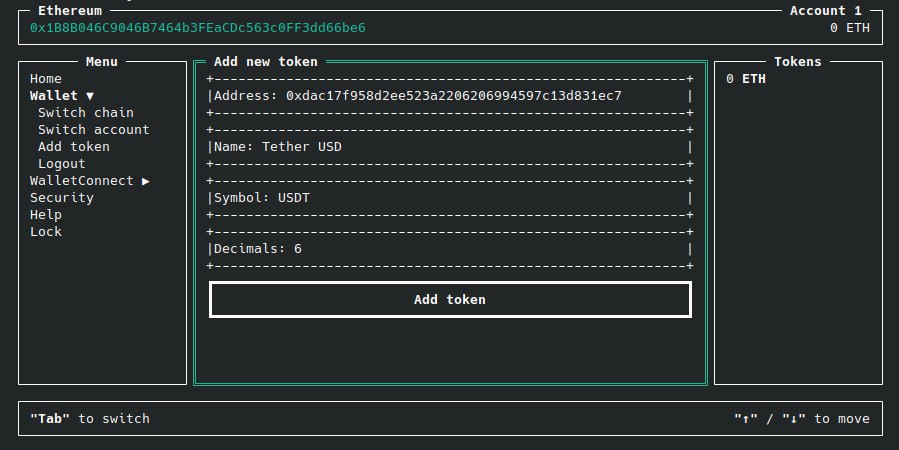 Ethereum Account 1
0x1B8B046C9046B7464b3FEaCDc563c0FF3dd66be6 0 ETH
Menu
Home
Wallet ▼
Switch chain
Switch account
Add token
Logout
WalletConnect ►
Security
Help
Lock
Add new token
Address: 0xdac17f958d2ee523a2206206994597c13d831ec7
Name: Tether USD
Symbol: USDT
Decimals: 6
Add token
Tokens
0 ETH
"Tab" to switch "↑" / "↓" to move